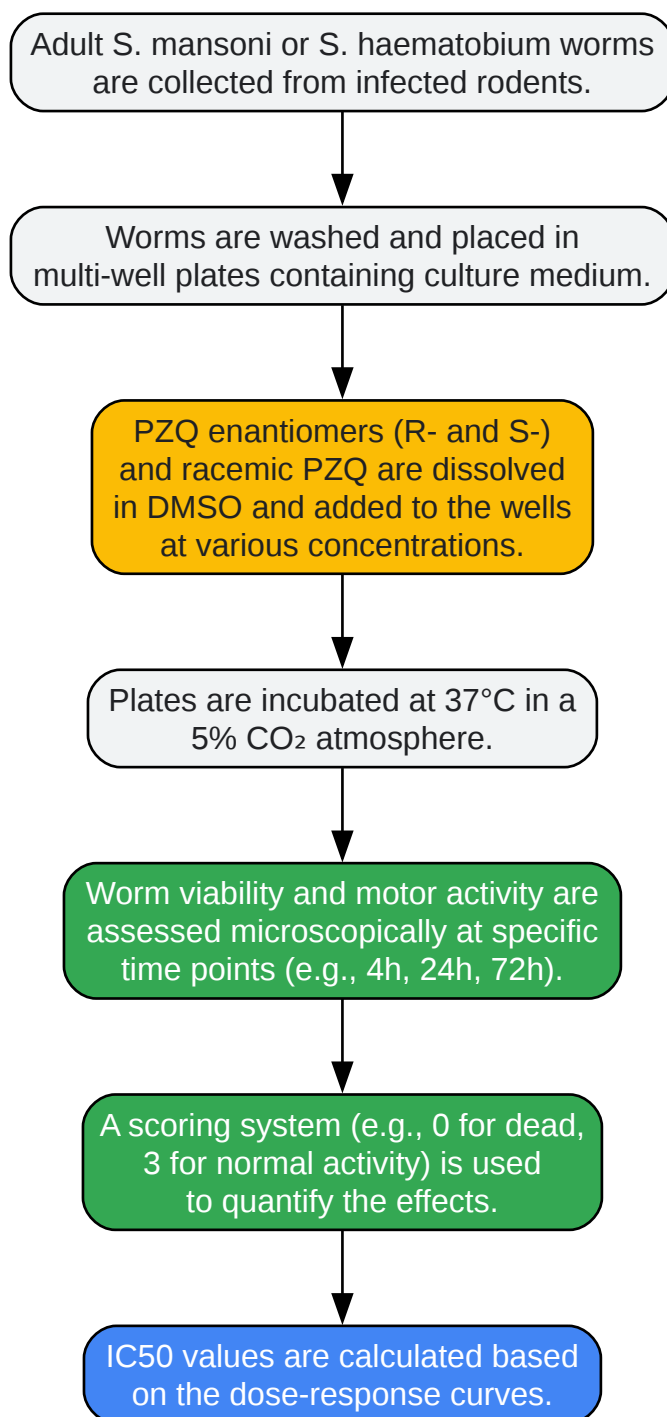 Adult S. mansoni or S. haematobium worms
are collected from infected rodents.
Worms are washed and placed in
multi-well plates containing culture medium.
PZQ enantiomers (R- and S-)
and racemic PZQ are dissolved
in DMSO and added to the wells
at various concentrations.
Plates are incubated at 37°C in a
5% CO₂ atmosphere.
Worm viability and motor activity are
assessed microscopically at specific
time points (e.g., 4h, 24h, 72h).
A scoring system (e.g., 0 for dead,
3 for normal activity) is used
to quantify the effects.
IC50 values are calculated based
on the dose-response curves.